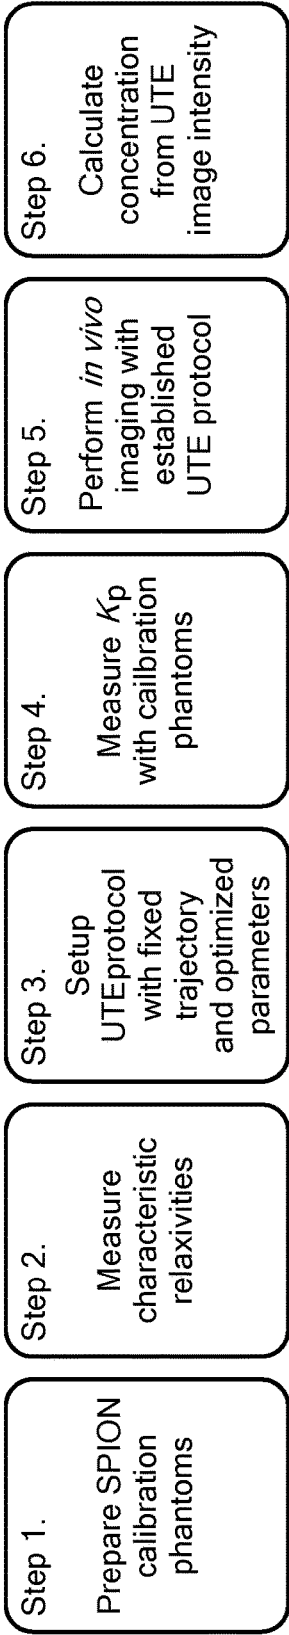 Step 1.
Prepare SPION
calibration
phantoms
Step 2.
Measure
characteristic
relaxivities
Step 3.
Setup
UTEprotocol
with fixed
trajectory
and optimized
parameters
Step 4.
Measure Kp
with cailbration
phantoms
Step 5.
Perform in vivo
imaging with
established
UTE protocol
Step 6.
Calculate
concentration
from UTE
image intensity